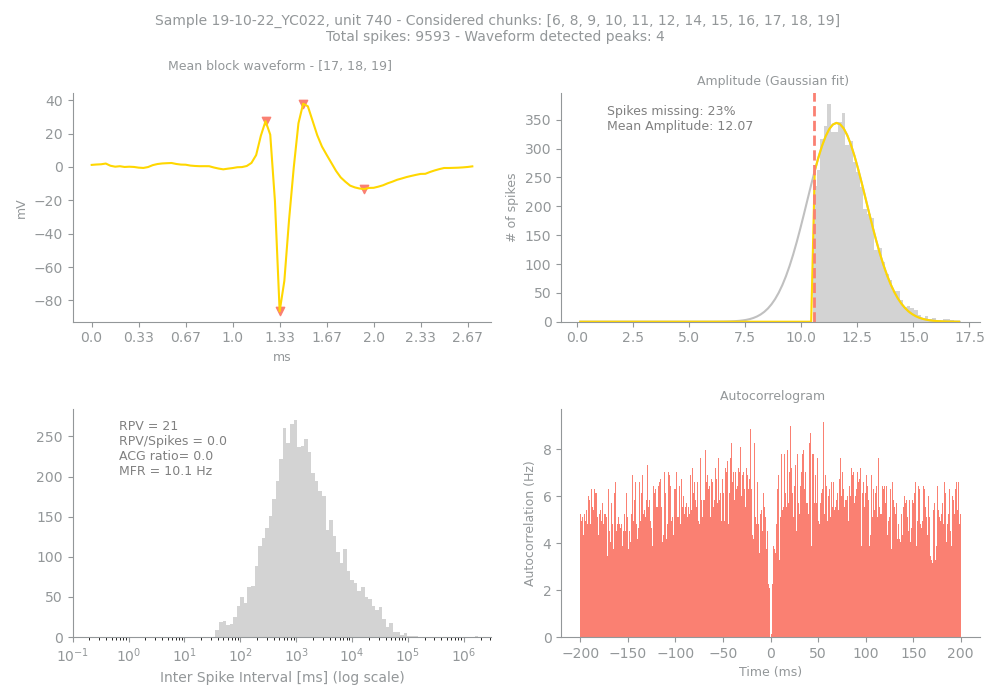 Sample 19-10-22_YC022, unit 740 - Considered chunks: [6, 8, 9, 10, 11, 12, 14, 15, 16, 17, 18, 19]
Total spikes: 9593 - Waveform detected peaks: 4
Mean block waveform - [17, 18, 19]
40
20
0
−20
−40
−60
−80
mV
0.0 0.33 0.67 1.0 1.33 1.67 2.0 2.33 2.67
ms
Amplitude (Gaussian fit)
Spikes missing: 23%
Mean Amplitude: 12.07
350
300
250
200
150
100
50
0
# of spikes
0.0 2.5 5.0 7.5 10.0 12.5 15.0 17.5
RPV = 21
RPV/Spikes = 0.0
ACG ratio= 0.0
MFR = 10.1 Hz
250
200
150
100
50
0
10⁻¹ 10⁰ 10¹ 10² 10³ 10⁴ 10⁵ 10⁶
Inter Spike Interval [ms] (log scale)
Autocorrelogram
8
6
4
2
0
Autocorrelation (Hz)
−200 −150 −100 −50 0 50 100 150 200
Time (ms)